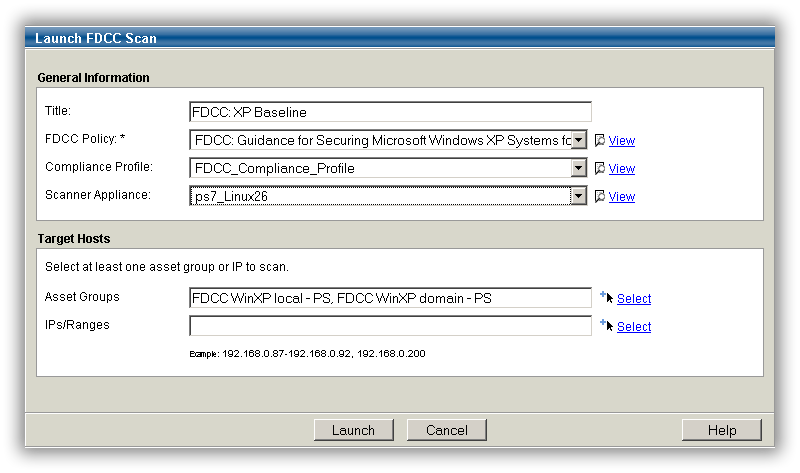 Launch FDCC Scan
General Information
Title: FDCC: XP Baseline
FDCC Policy: * FDCC: Guidance for Securing Microsoft Windows XP Systems fo View
Compliance Profile: FDCC_Compliance_Profile View
Scanner Appliance: ps7_Linux26 View
Target Hosts
Select at least one asset group or IP to scan.
Asset Groups FDCC WinXP local - PS, FDCC WinXP domain - PS Select
IPs/Ranges Select
Example: 192.168.0.87-192.168.0.92, 192.168.0.200
Launch Cancel Help